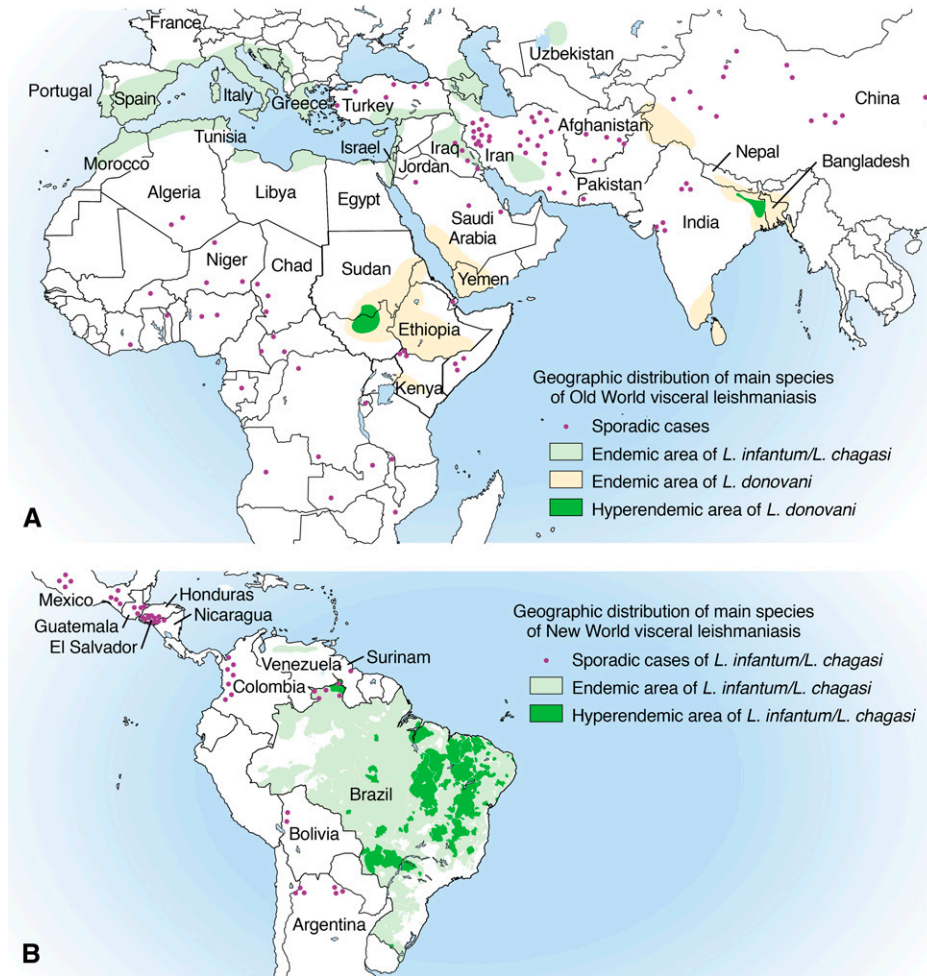 France
Uzbekistan
Portugal
Spain
Italy
Greece
Turkey
China
Tunisia
Afghanistan
Morocco
Israel
Iraq
Iran
Jordan
Nepal
Bangladesh
Algeria
Libya
Egypt
Pakistan
India
Saudi
Arabia
Niger
Chad
Sudan
Yemen
Ethiopia
Kenya
Geographic distribution of main species
of Old World visceral leishmaniasis
Sporadic cases
Endemic area of L. infantum/L. chagasi
Endemic area of L. donovani
Hyperendemic area of L. donovani
A
Mexico
Honduras
Guatemala
Nicaragua
El Salvador
Venezuela
Surinam
Colombia
Geographic distribution of main species
of New World visceral leishmaniasis
Sporadic cases of L. infantum/L. chagasi
Endemic area of L. infantum/L. chagasi
Hyperendemic area of L. infantum/L. chagasi
Brazil
Bolivia
Argentina
B